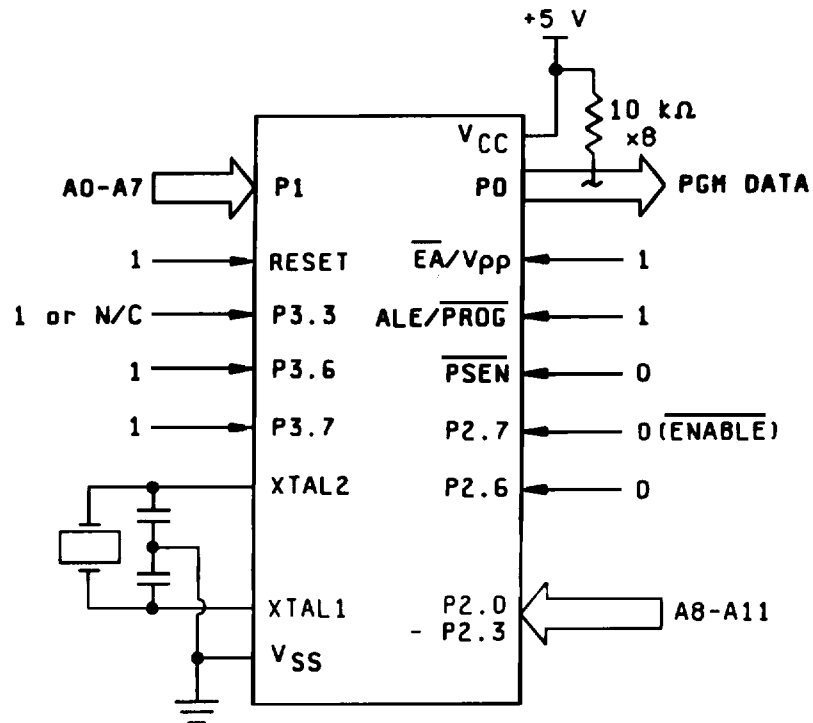 +5 V
10 kΩ
x8
VCC
A0-A7
P1
P0
PGM DATA
1
RESET
EA/Vpp
1
1 or N/C
P3.3
ALE/PROG
1
1
P3.6
PSEN
0
1
P3.7
P2.7
0(ENABLE)
XTAL2
P2.6
0
XTAL1
P2.0
- P2.3
A8-A11
VSS